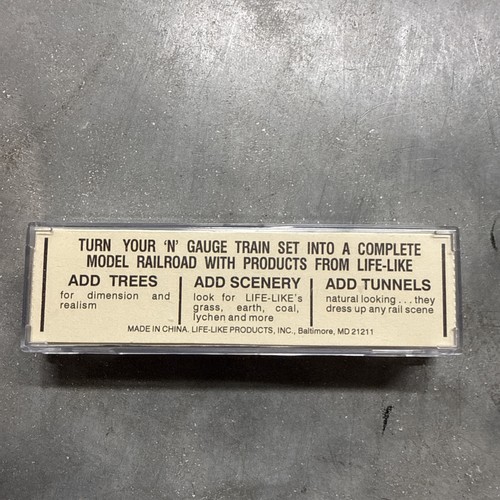 TURN YOUR 'N' GAUGE TRAIN SET INTO A COMPLETE
MODEL RAILROAD WITH PRODUCTS FROM LIFE-LIKE
ADD TREES
for dimension and
realism
ADD SCENERY
look for LIFE-LIKE's
grass, earth, coal,
lychen and more
ADD TUNNELS
natural looking . . . they
dress up any rail scene
MADE IN CHINA. LIFE-LIKE PRODUCTS, INC., Baltimore, MD 21211